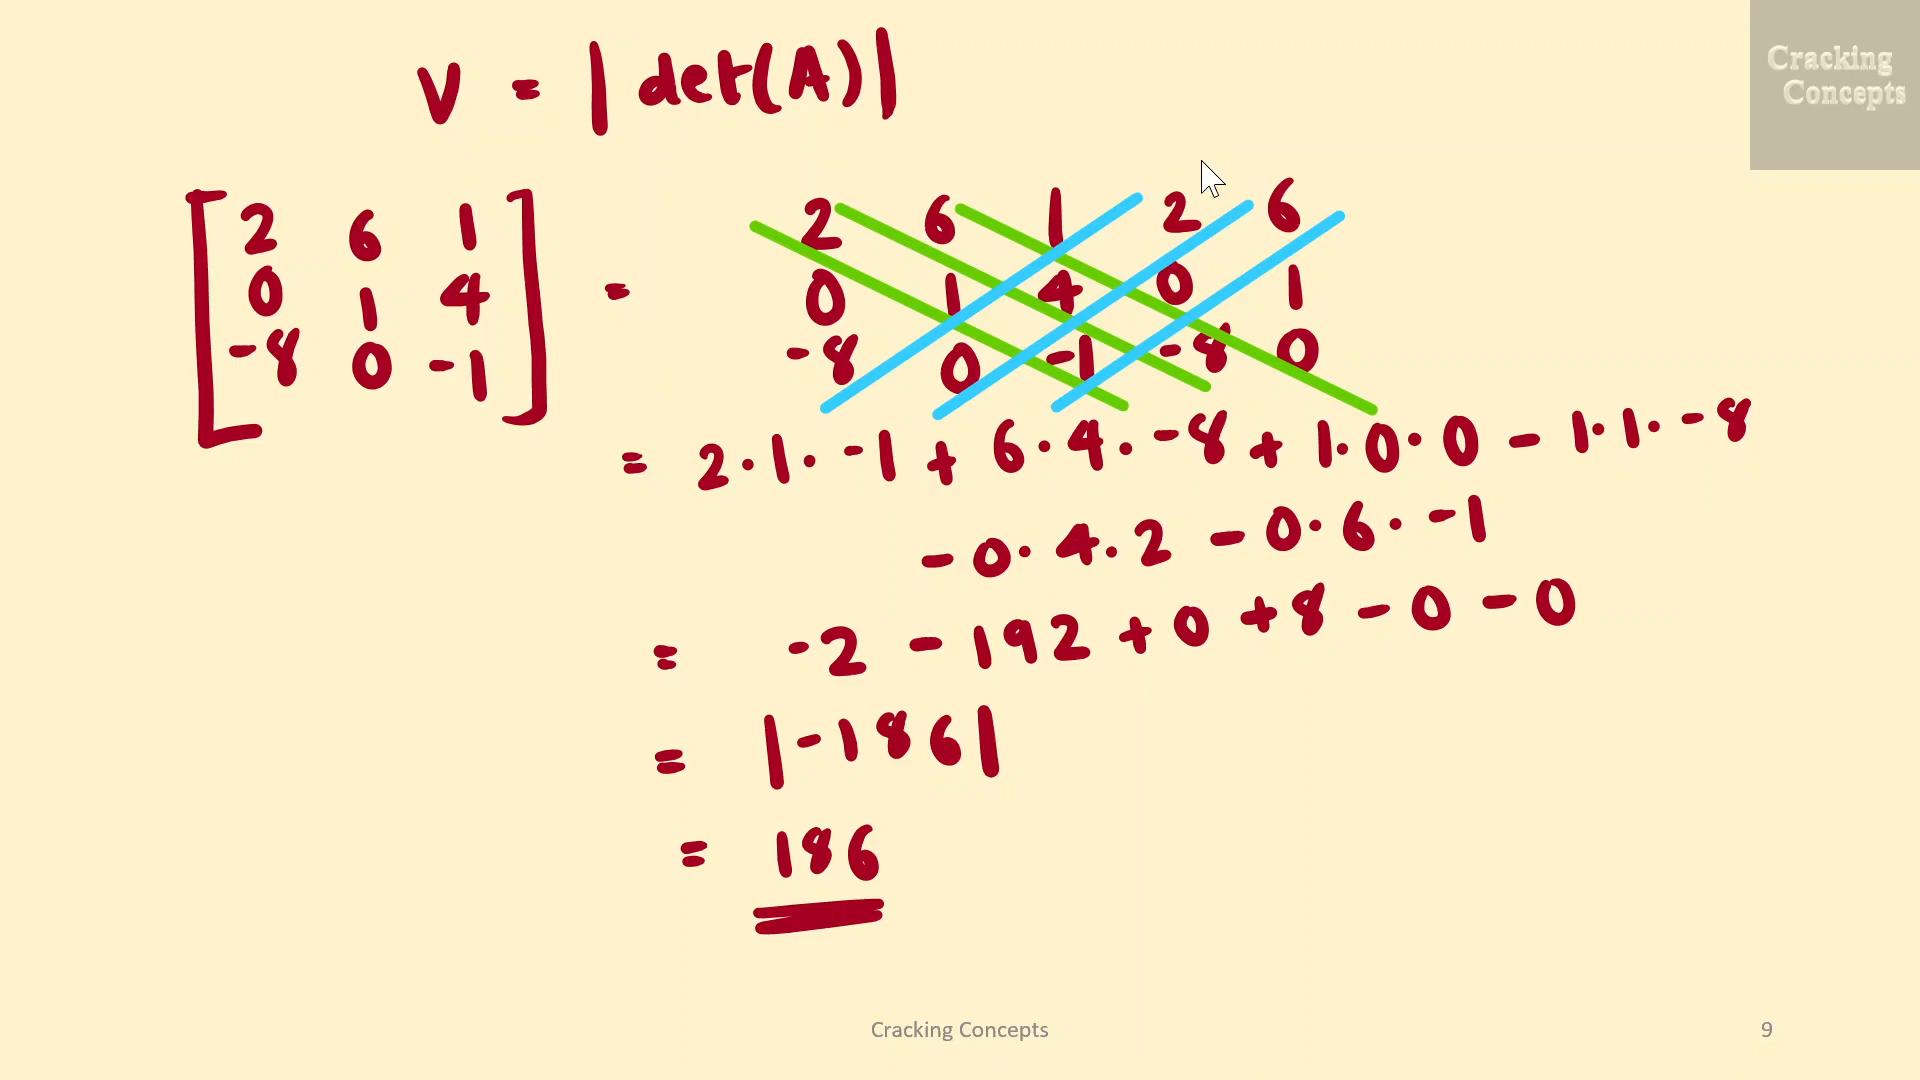 Cracking
Concepts
V = | det(A) |
2 6 1
0 1 4
-8 0 -1
=
2 6 1 2 6
0 1 4 0 1
-8 0 -1 -8 0
= 2·1·-1 + 6·4·-8 + 1·0·0 - 1·1·-8
- 0·4·2 - 0·6·-1
= -2 - 192 + 0 + 8 - 0 - 0
= |-186|
= 186
Cracking Concepts
9